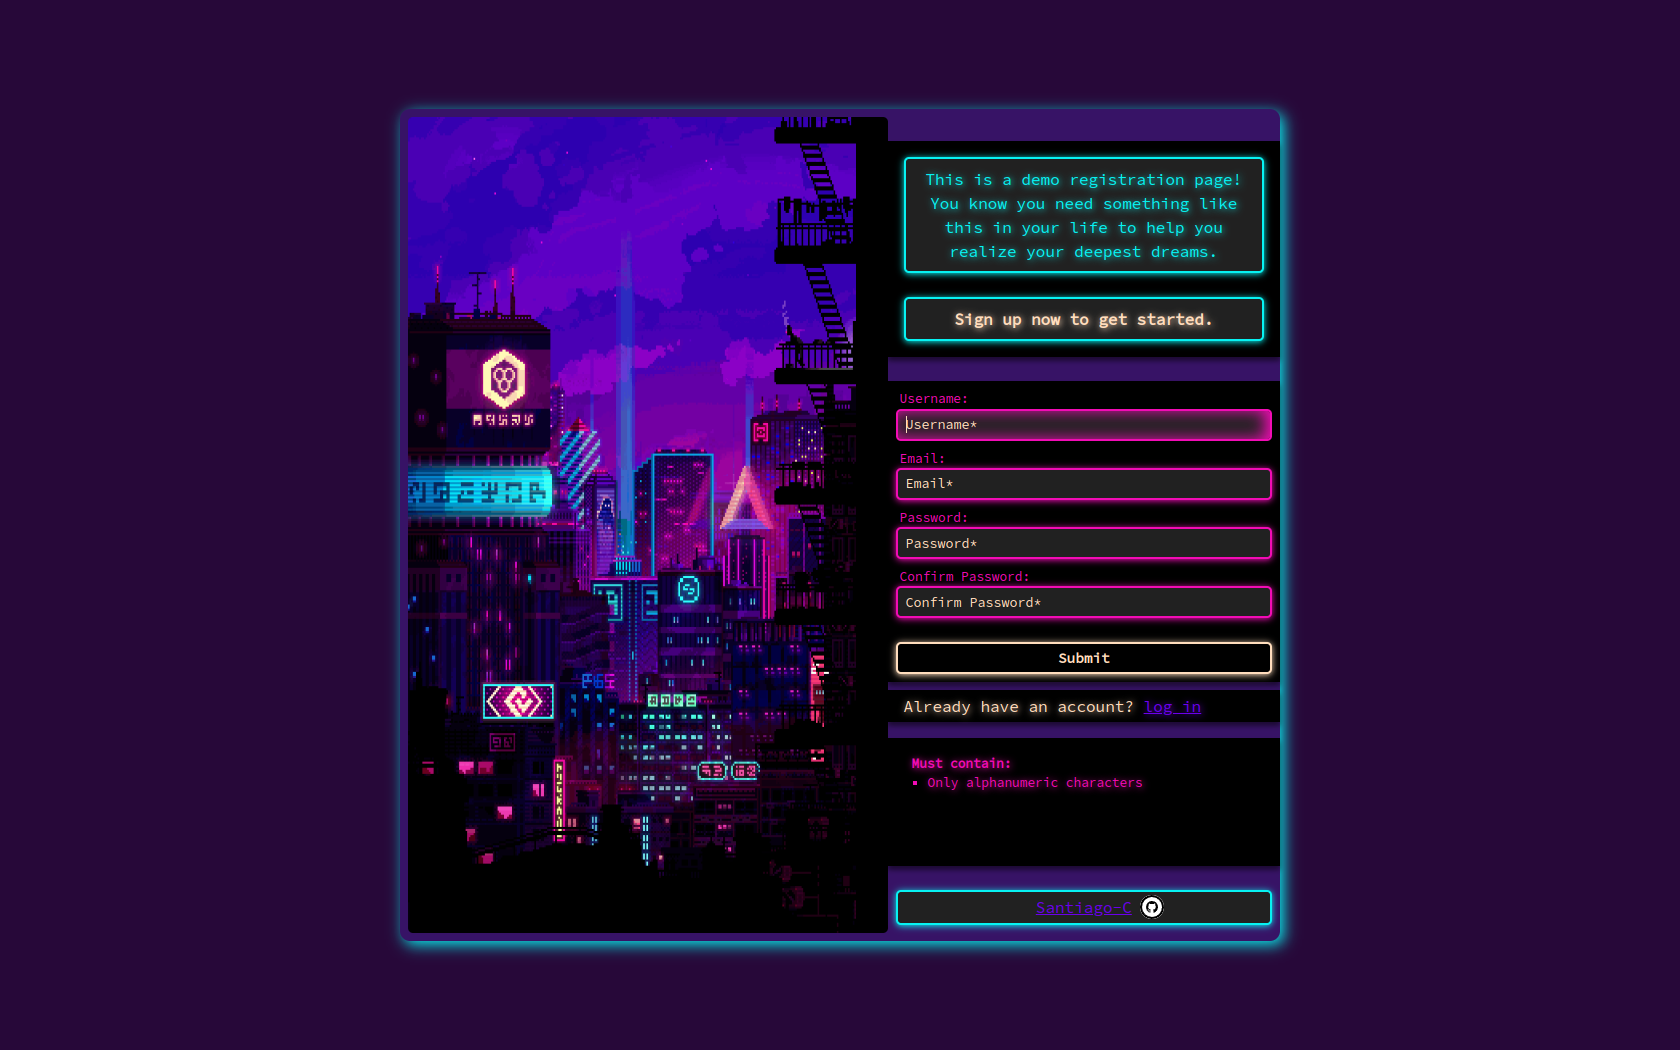 This is a demo registration page!
You know you need something like
this in your life to help you
realize your deepest dreams.
Sign up now to get started.
Username:
Username*
Email:
Email*
Password:
Password*
Confirm Password:
Confirm Password*
Submit
Already have an account? log in
Must contain:
▪ Only alphanumeric characters
Santiago-C